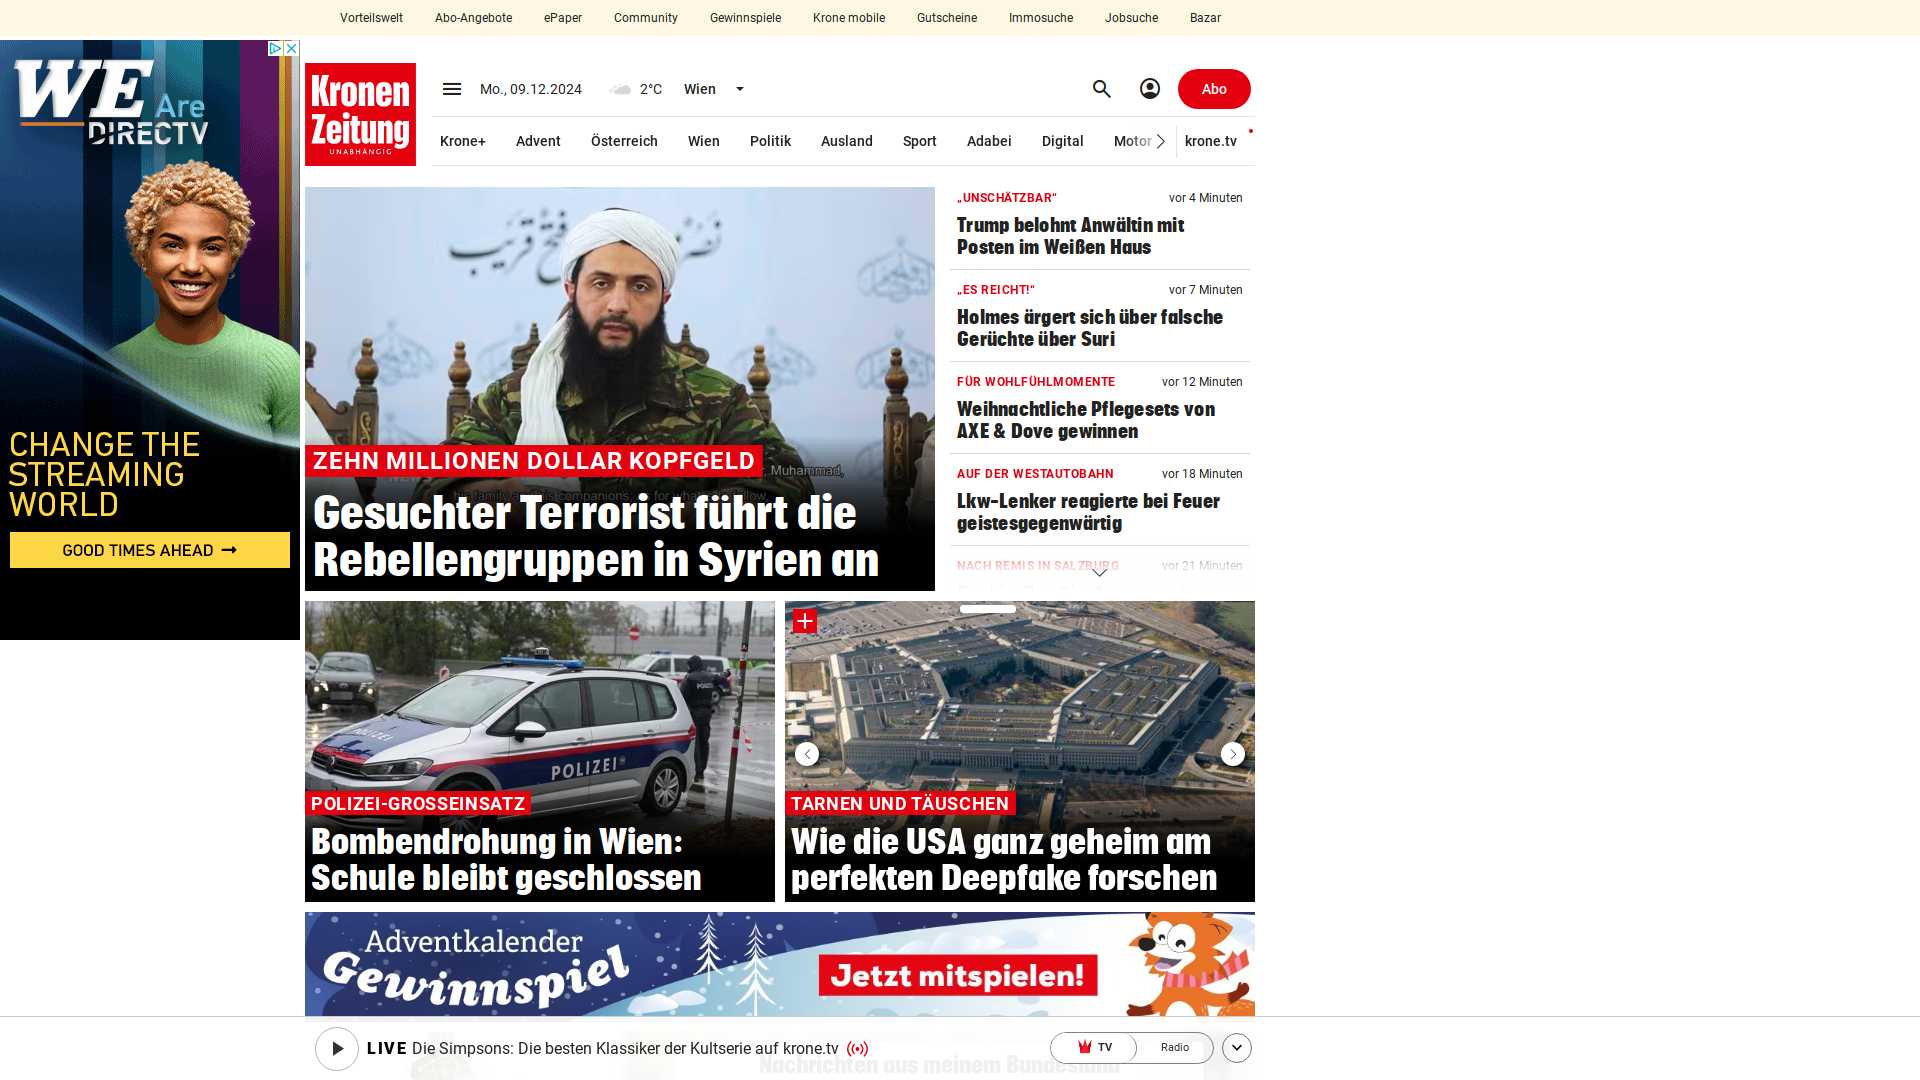 Vorteilswelt Abo-Angebote ePaper Community Gewinnspiele Krone mobile Gutscheine Immosuche Jobsuche Bazar
WE Are
DIRECTV
CHANGE THE
STREAMING
WORLD
GOOD TIMES AHEAD →
Kronen
Zeitung
UNABHÄNGIG
Mo., 09.12.2024 2°C Wien
Abo
Krone+ Advent Österreich Wien Politik Ausland Sport Adabei Digital Motor krone.tv
ZEHN MILLIONEN DOLLAR KOPFGELD
Muhammad,
Gesuchter Terrorist führt die
Rebellengruppen in Syrien an
„UNSCHÄTZBAR“ vor 4 Minuten
Trump belohnt Anwältin mit
Posten im Weißen Haus
„ES REICHT!“ vor 7 Minuten
Holmes ärgert sich über falsche
Gerüchte über Suri
FÜR WOHLFÜHLMOMENTE vor 12 Minuten
Weihnachtliche Pflegesets von
AXE & Dove gewinnen
AUF DER WESTAUTOBAHN vor 18 Minuten
Lkw-Lenker reagierte bei Feuer
geistesgegenwärtig
NACH REMIS IN SALZBURG vor 21 Minuten
POLIZEI
POLIZEI
POLIZEI-GROSSEINSATZ
Bombendrohung in Wien:
Schule bleibt geschlossen
TARNEN UND TÄUSCHEN
Wie die USA ganz geheim am
perfekten Deepfake forschen
Adventkalender
Gewinnspiel
Jetzt mitspielen!
LIVE Die Simpsons: Die besten Klassiker der Kultserie auf krone.tv
TV Radio
Nachrichten aus meinem Bundesland